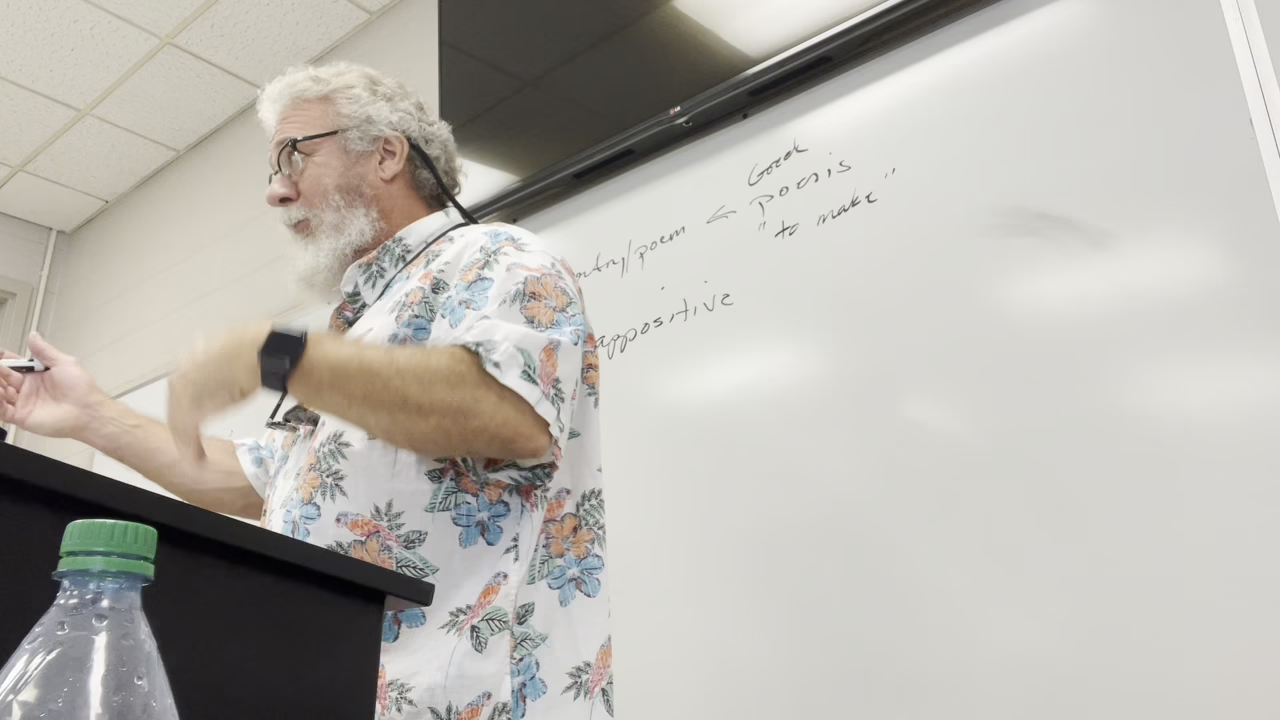 Greek
poetry/poem ← poesis
"to make"
appositive